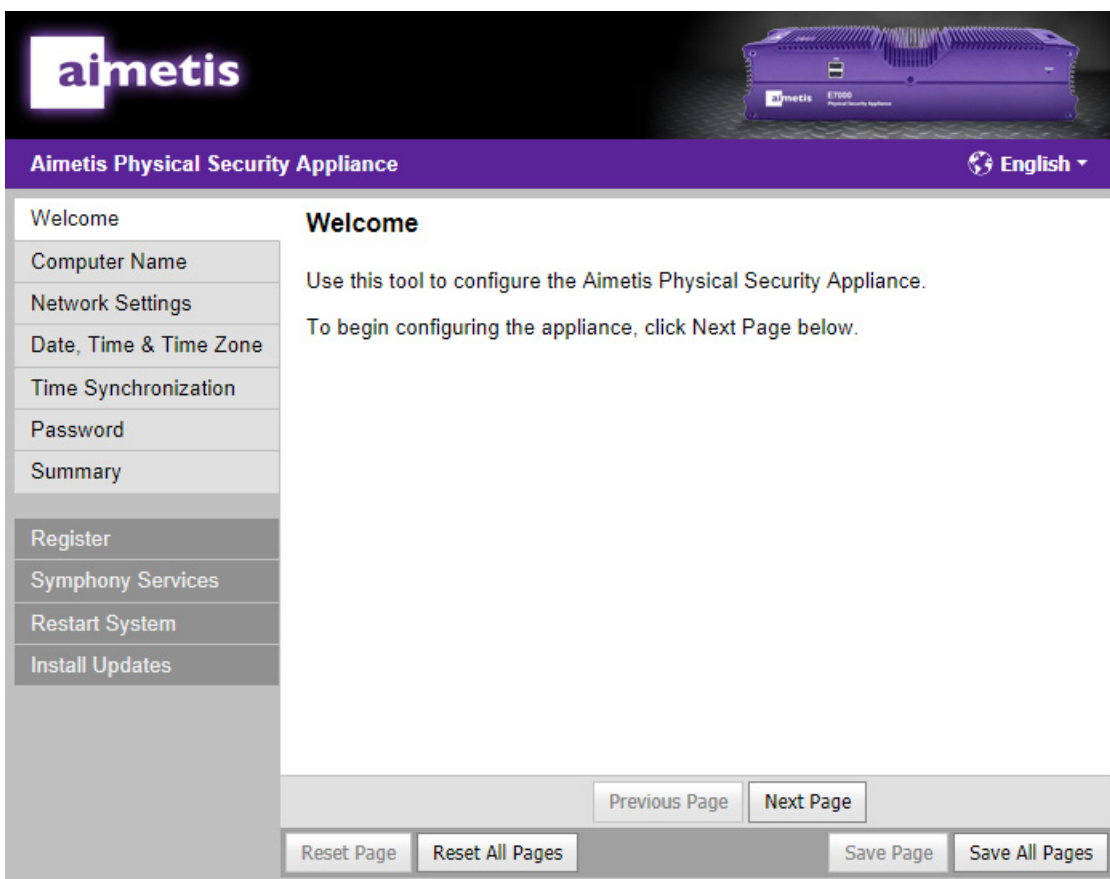 aimetis
aimetis E7000
Physical Security Appliance
Aimetis Physical Security Appliance
English
Welcome
Computer Name
Network Settings
Date, Time & Time Zone
Time Synchronization
Password
Summary
Register
Symphony Services
Restart System
Install Updates
Welcome
Use this tool to configure the Aimetis Physical Security Appliance.
To begin configuring the appliance, click Next Page below.
Previous Page
Next Page
Reset Page
Reset All Pages
Save Page
Save All Pages